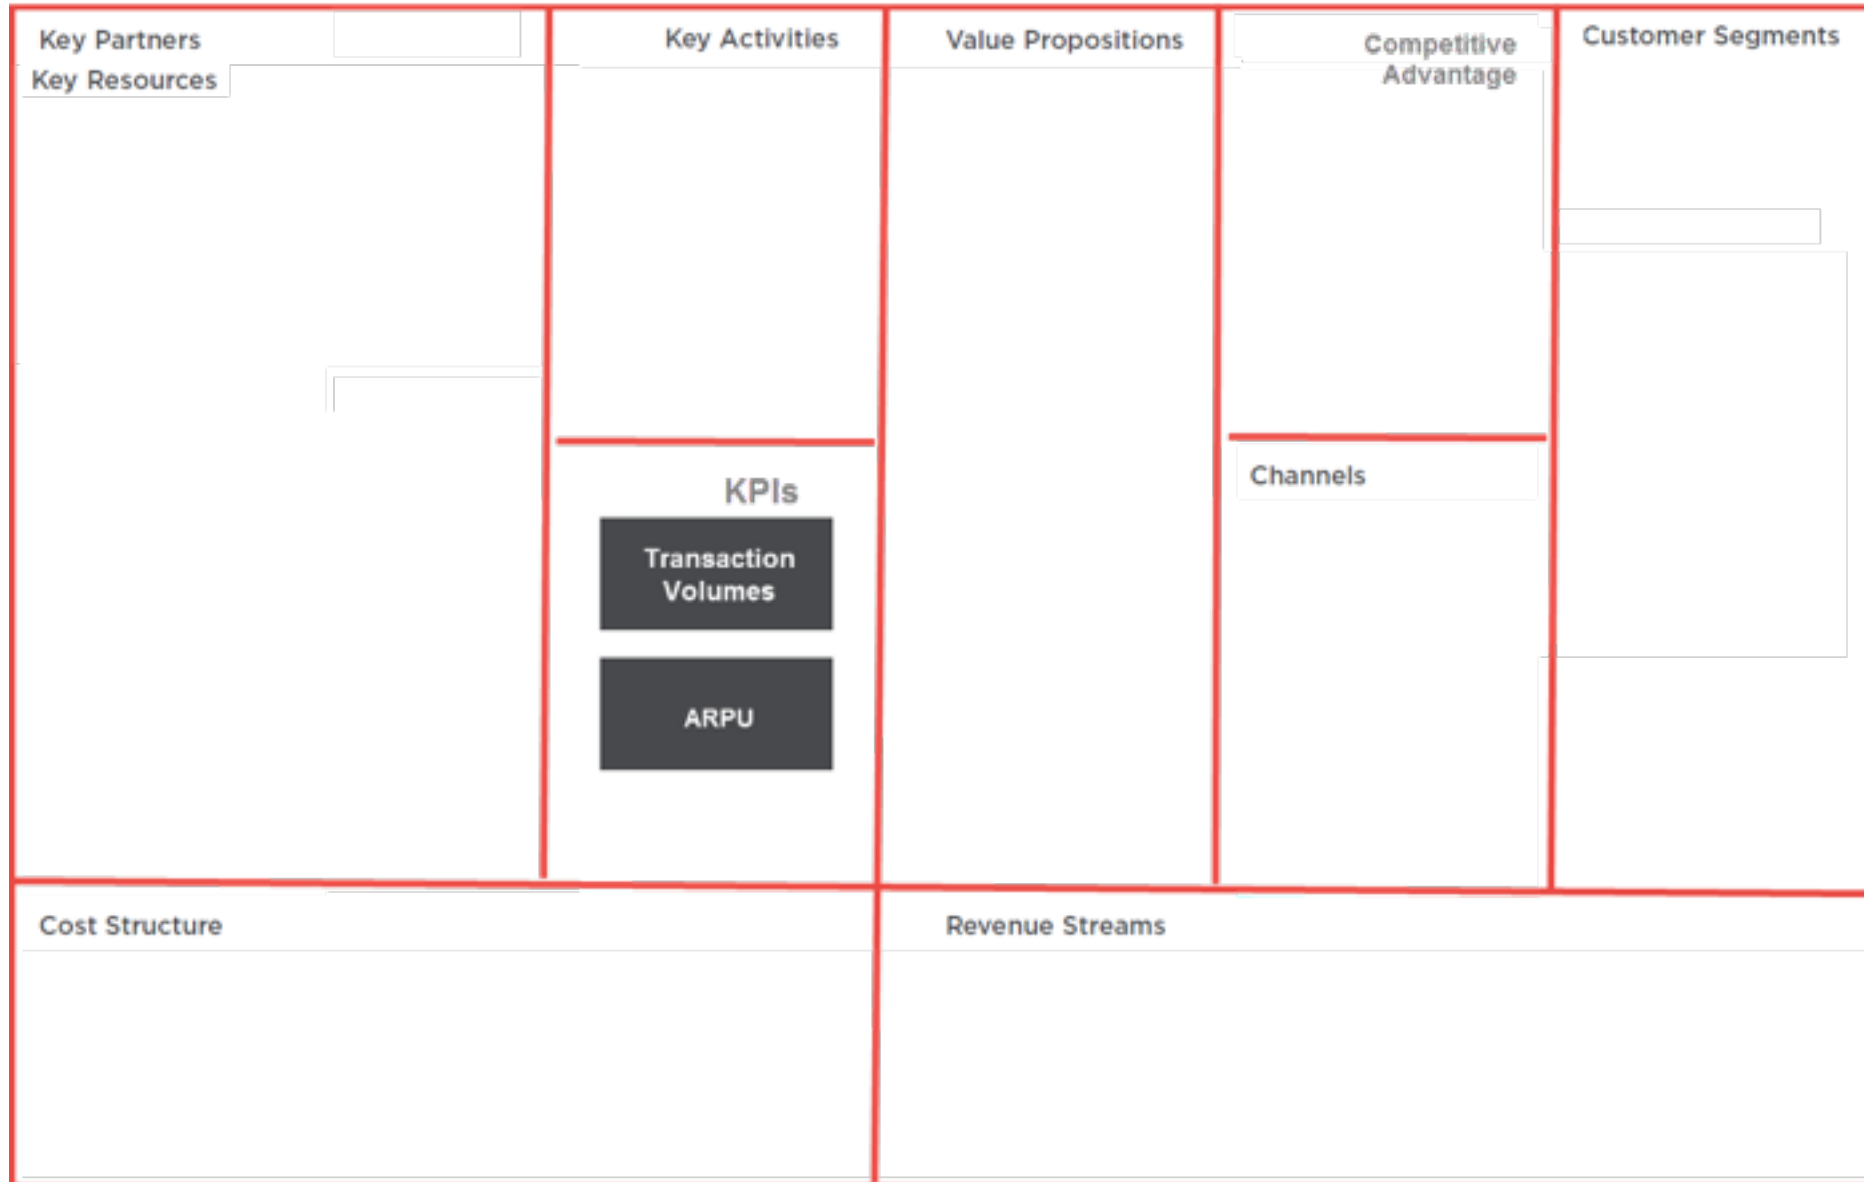 Key Partners
Key Resources
Key Activities
Value Propositions
Competitive
Advantage
Customer Segments
KPIs
Transaction
Volumes
ARPU
Channels
Cost Structure
Revenue Streams